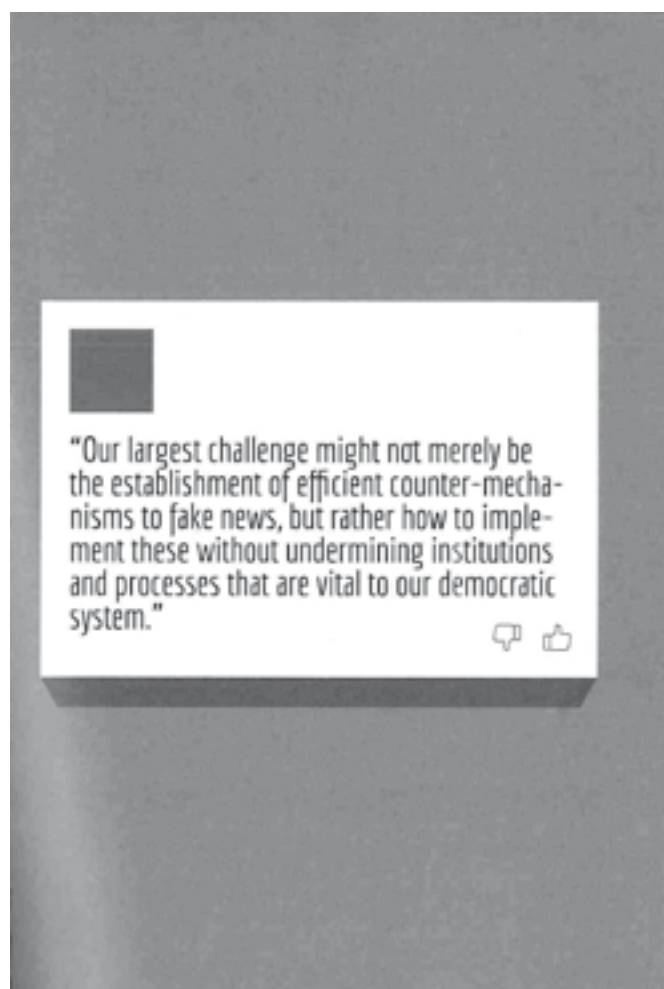 “Our largest challenge might not merely be
the establishment of efficient counter-mecha-
nisms to fake news, but rather how to imple-
ment these without undermining institutions
and processes that are vital to our democratic
system.”